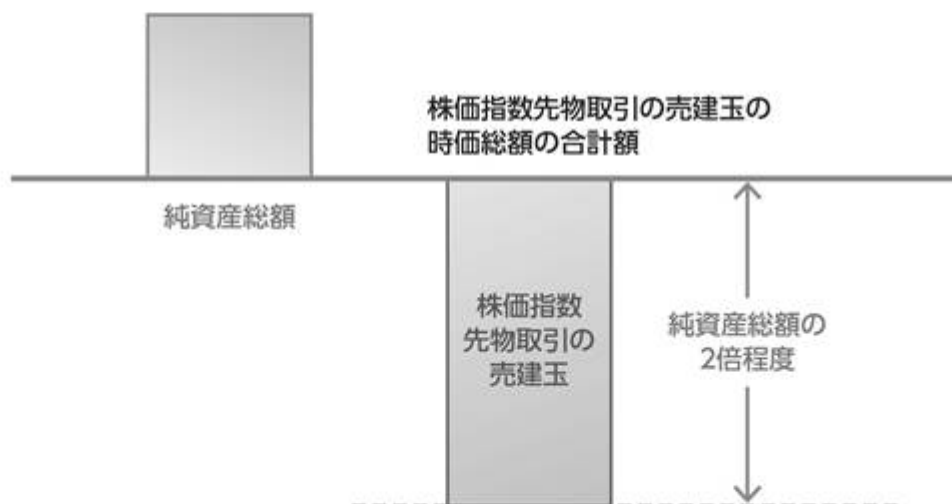 株価指数先物取引の売建玉の
時価総額の合計額
純資産総額
株価指数
先物取引の
売建玉
純資産総額の
2倍程度